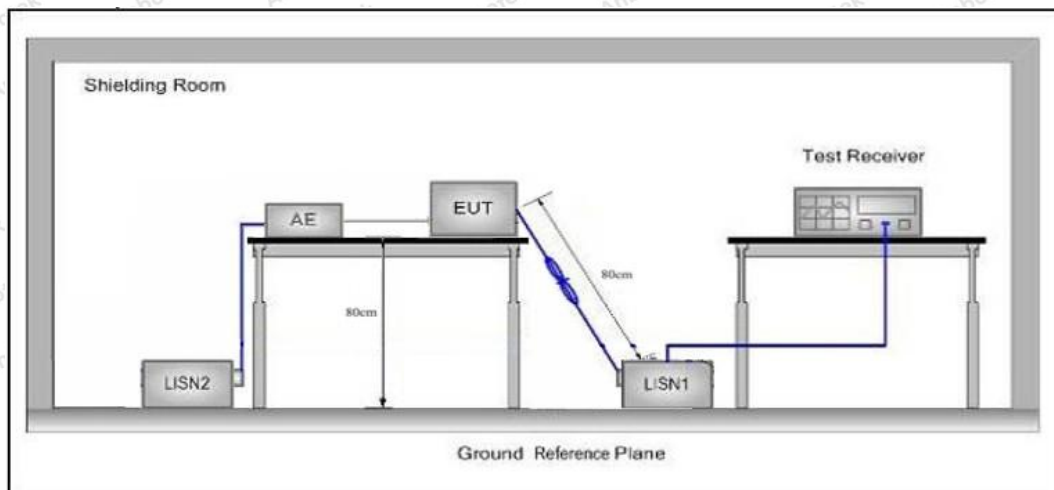 Shielding Room
Test Receiver
AE
EUT
80cm
80cm
LISN2
LISN1
Ground Reference Plane